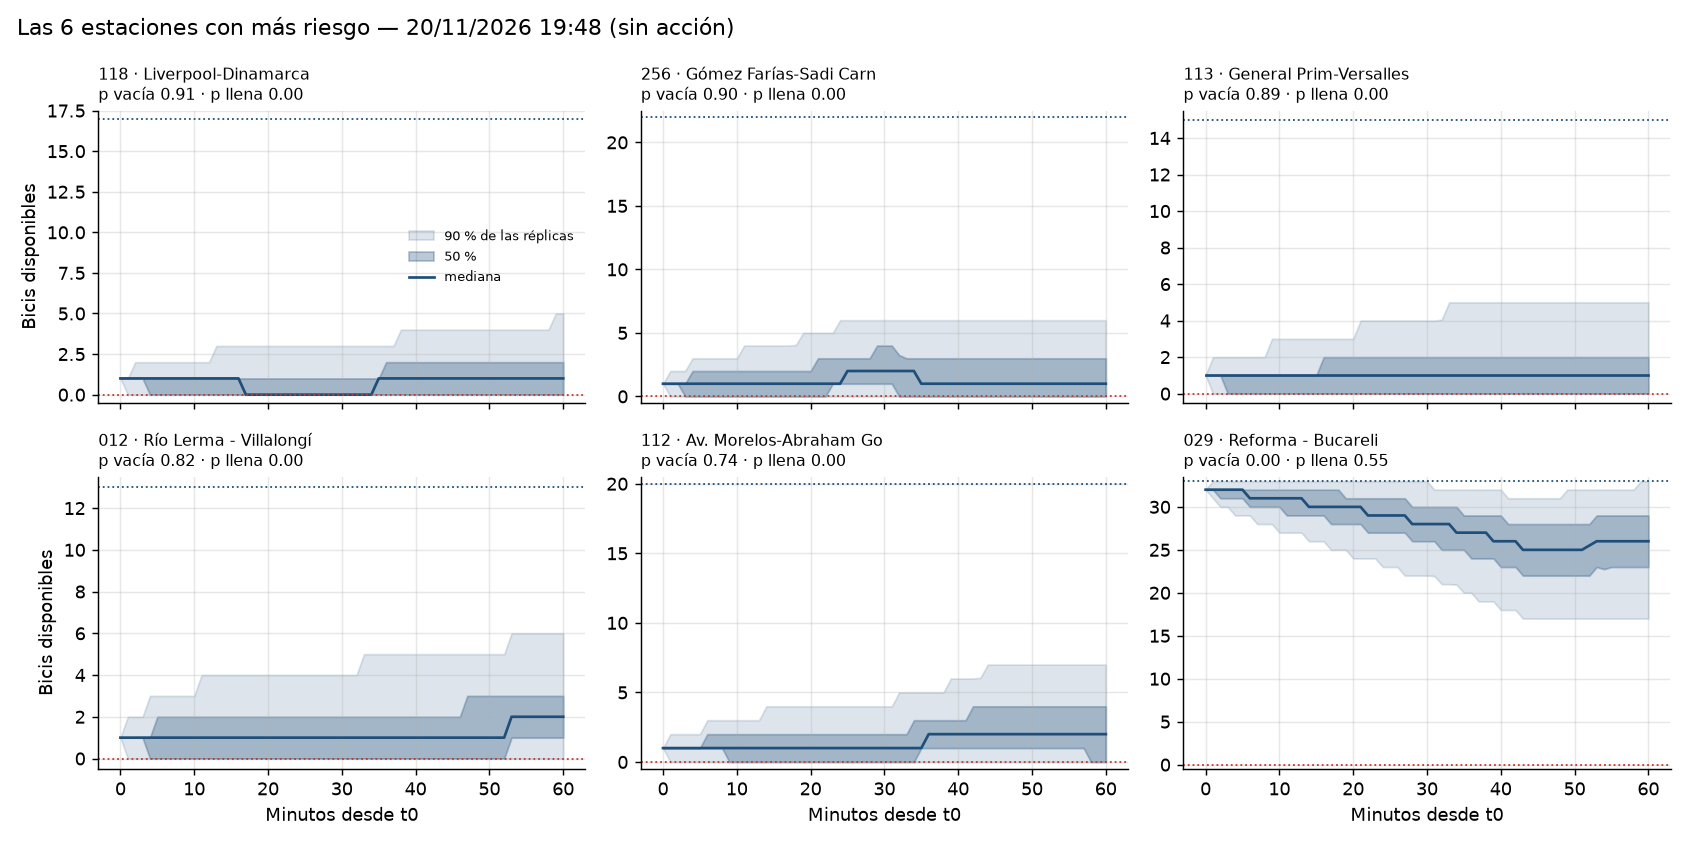 Las 6 estaciones con más riesgo — 20/11/2026 19:48 (sin acción)
118 · Liverpool-Dinamarca
p vacía 0.91 · p llena 0.00
17.5
15.0
12.5
10.0
7.5
5.0
2.5
0.0
Bicis disponibles
90 % de las réplicas
50 %
mediana
256 · Gómez Farías-Sadi Carn
p vacía 0.90 · p llena 0.00
20
15
10
5
0
113 · General Prim-Versalles
p vacía 0.89 · p llena 0.00
14
12
10
8
6
4
2
0
012 · Río Lerma - Villalongí
p vacía 0.82 · p llena 0.00
12
10
8
6
4
2
0
Bicis disponibles
0 10 20 30 40 50 60
Minutos desde t0
112 · Av. Morelos-Abraham Go
p vacía 0.74 · p llena 0.00
20
15
10
5
0
0 10 20 30 40 50 60
Minutos desde t0
029 · Reforma - Bucareli
p vacía 0.00 · p llena 0.55
30
25
20
15
10
5
0
0 10 20 30 40 50 60
Minutos desde t0